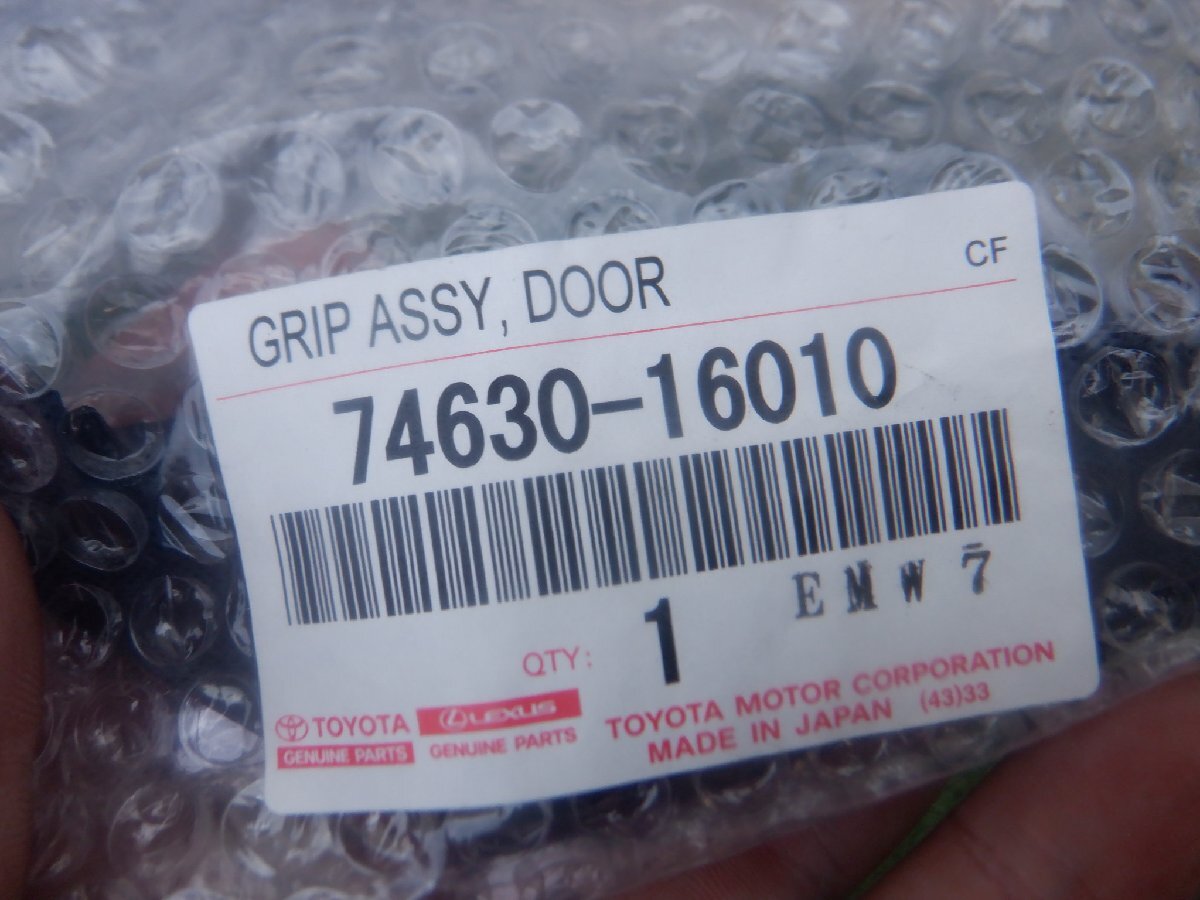 GRIP ASSY, DOOR CF
74630-16010
EMW 7
QTY: 1
TOYOTA
GENUINE PARTS
LEXUS
GENUINE PARTS
TOYOTA MOTOR CORPORATION
MADE IN JAPAN (43)33